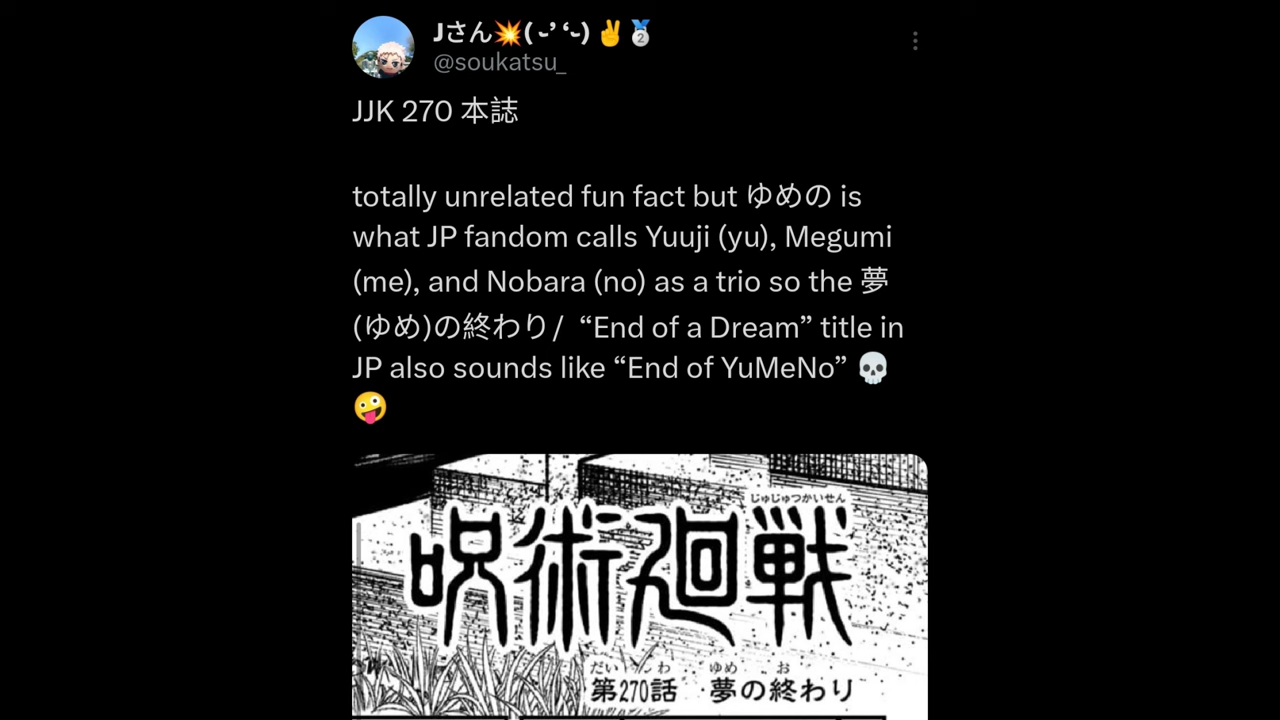 Jさん💥( ˘' '˘) ✌️🥈
@soukatsu_
JJK 270 本誌
totally unrelated fun fact but ゆめの is
what JP fandom calls Yuuji (yu), Megumi
(me), and Nobara (no) as a trio so the 夢
(ゆめ)の終わり/ “End of a Dream” title in
JP also sounds like “End of YuMeNo” 💀
🤪
じゅじゅつかいせん
呪術廻戦
だい わ ゆめ お
第270話 夢の終わり